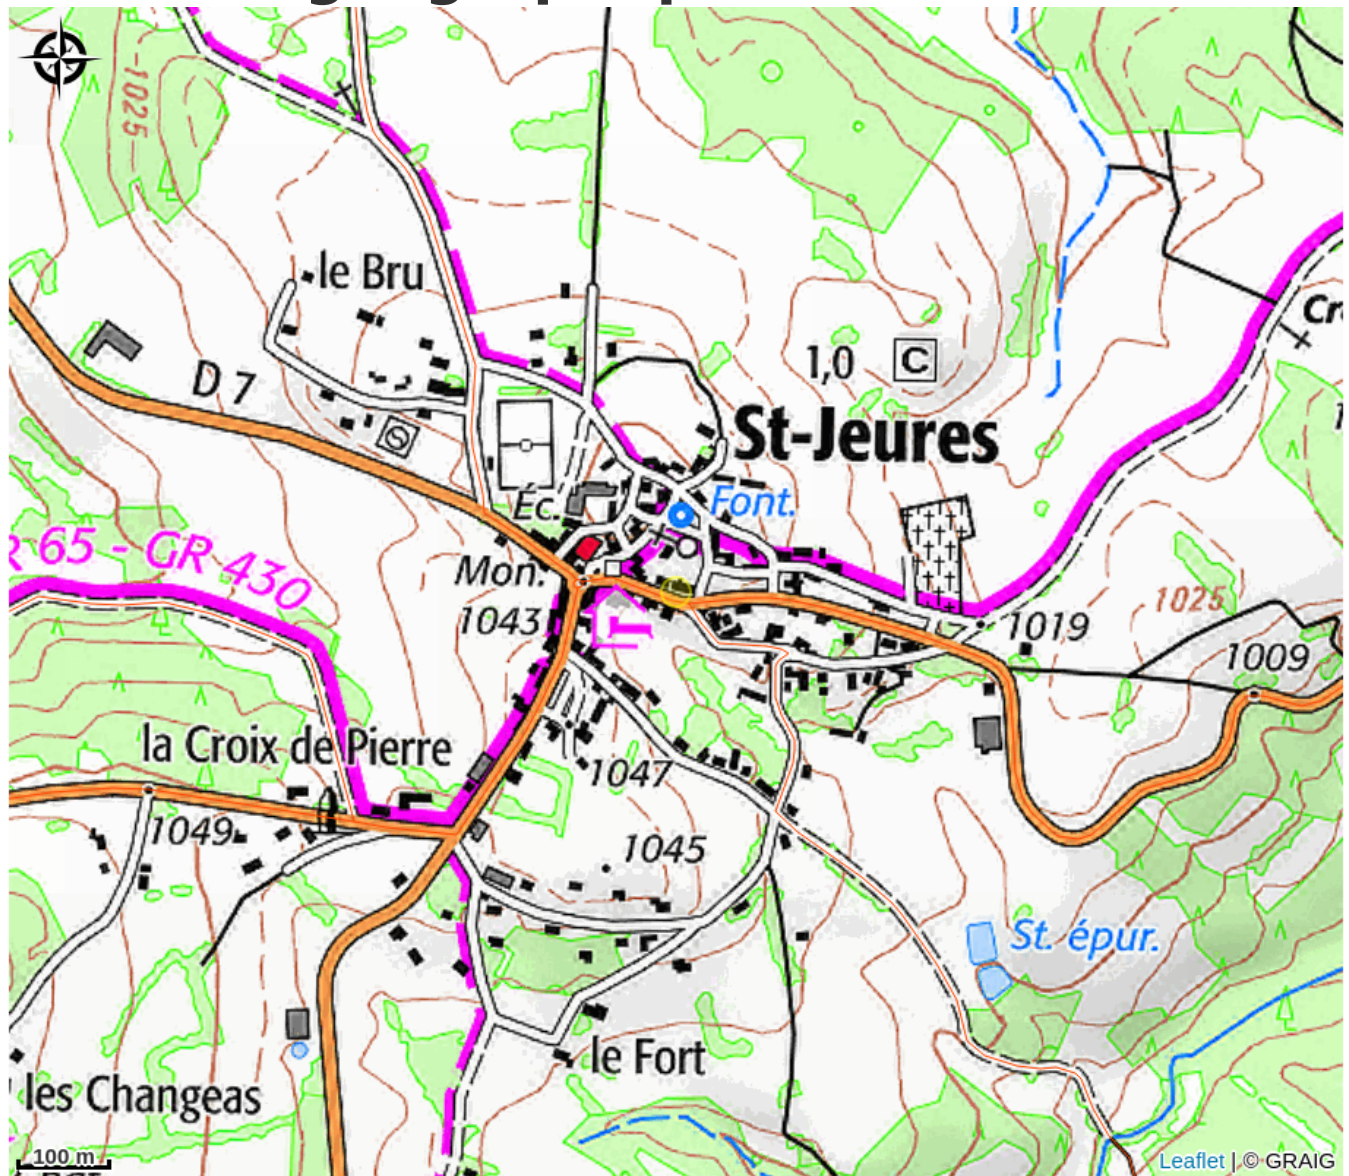 1025
le Bru
Cr
D 7
1,0
C
St-Jeures
Éc.
Font.
R 65 - GR 430
Mon.
1043
1025
1019
1009
la Croix de Pierre
1047
1049
1045
St. épur.
le Fort
les Changeas
100 m
Leaflet | © GRAIG